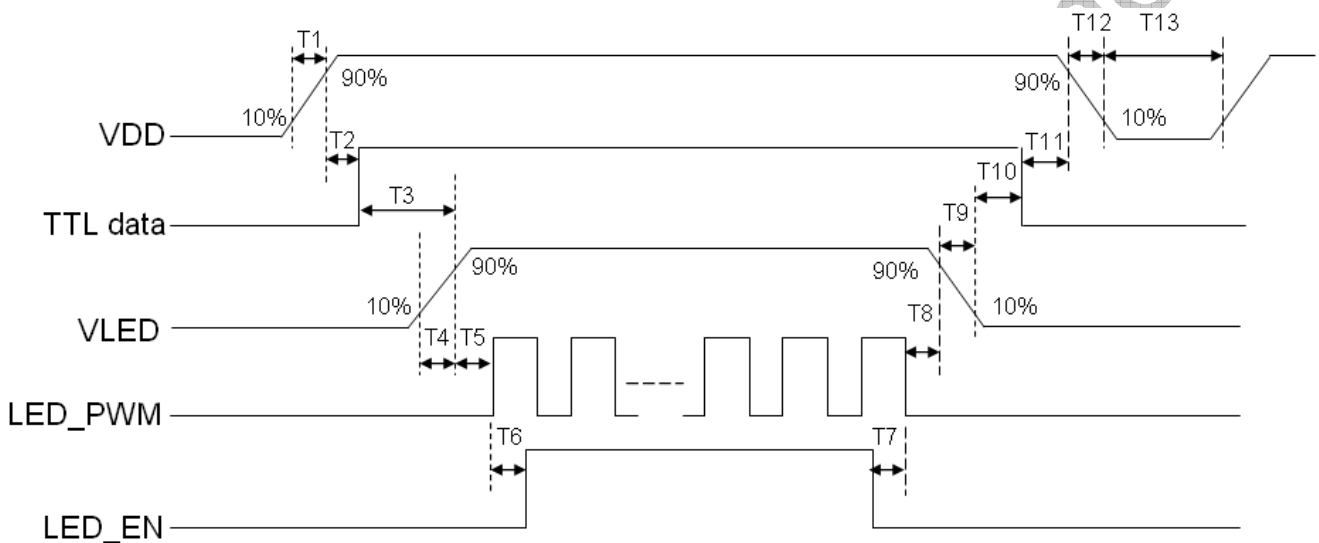 T12 T13
T1
90% 90%
10% 10%
VDD
T2 T11
T10
T3
T9
TTL data
90% 90%
10% 10%
T8
VLED
T4 T5
LED_PWM
T6 T7
LED_EN